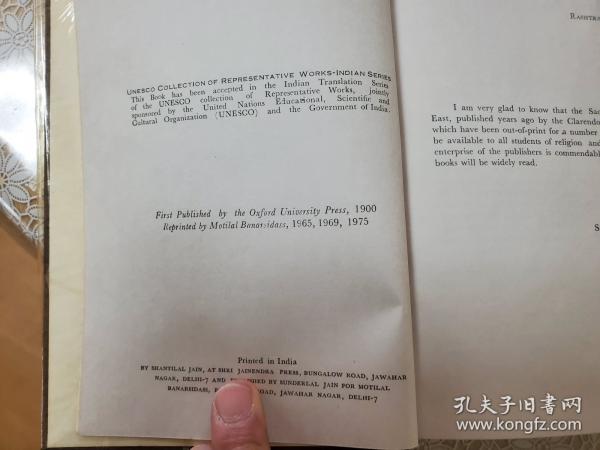 UNESCO COLLECTION OF REPRESENTATIVE WORKS-INDIAN SERIES
This Book has been accepted in the Indian Translation Series
of the UNESCO collection of Representative Works, jointly
sponsored by the United Nations Educational, Scientific and
Cultural Organization (UNESCO) and the Government of India.
First Published by the Oxford University Press, 1900
Reprinted by Motilal Banarsidass, 1965, 1969, 1975
Printed in India
BY SHANTILAL JAIN, AT SHRI JAINENDRA PRESS, BUNGALOW ROAD, JAWAHAR
NAGAR, DELHI-7 AND BY SUNDERLAL JAIN FOR MOTILAL
BANARSIDASS, ROAD, JAWAHAR NAGAR, DELHI-7
RASHTRA
I am very glad to know that the Sac
East, published years ago by the Clarendo
which have been out-of-print for a number
be available to all students of religion and
enterprise of the publishers is commendabl
books will be widely read.
S
孔夫子旧书网
www.kongfz.com